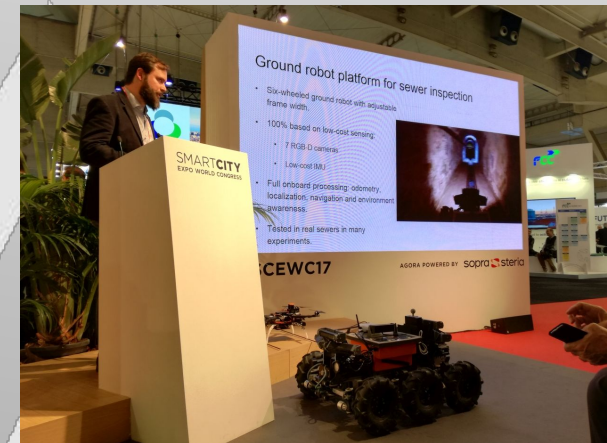 Ground robot platform for sewer inspection
• Six-wheeled ground robot with adjustable
frame width.
• 100% based on low-cost sensing:
• 7 RGB-D cameras
• Low-cost IMU
• Full onboard processing: odometry,
localization, navigation and environment
awareness.
• Tested in real sewers in many
experiments.
SMARTCITY
EXPO WORLD CONGRESS
SCEWC17
AGORA POWERED BY sopra steria